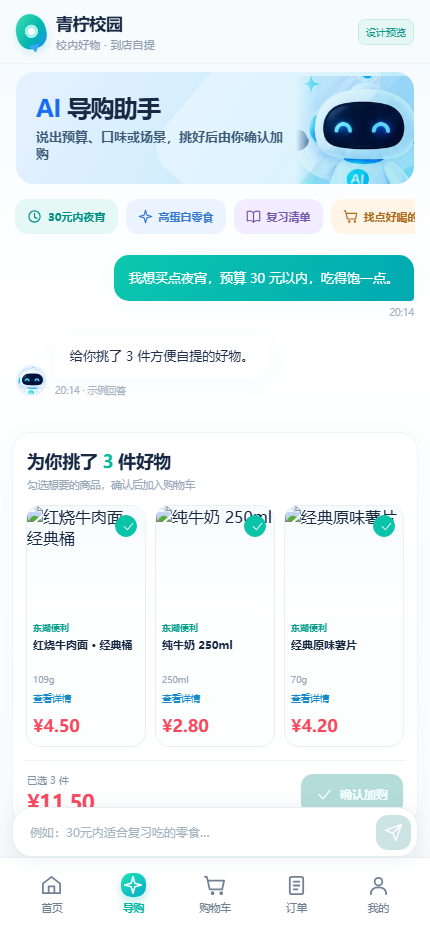 青柠校园
校内好物 · 到店自提
设计预览
AI 导购助手
说出预算、口味或场景，挑好后由你确认加
购
AI
30元内夜宵
高蛋白零食
复习清单
找点好喝的
我想买点夜宵，预算 30 元以内，吃得饱一点。
20:14
给你挑了 3 件方便自提的好物。
20:14 · 示例回答
为你挑了 3 件好物
勾选想要的商品，确认后加入购物车
红烧牛肉面 ·
经典桶
纯牛奶 250ml
经典原味薯片
东湖便利
东湖便利
东湖便利
红烧牛肉面 · 经典桶
纯牛奶 250ml
经典原味薯片
109g
250ml
70g
查看详情
查看详情
查看详情
¥4.50
¥2.80
¥4.20
已选 3 件
¥11.50
确认加购
例如：30元内适合复习吃的零食...
首页
导购
购物车
订单
我的